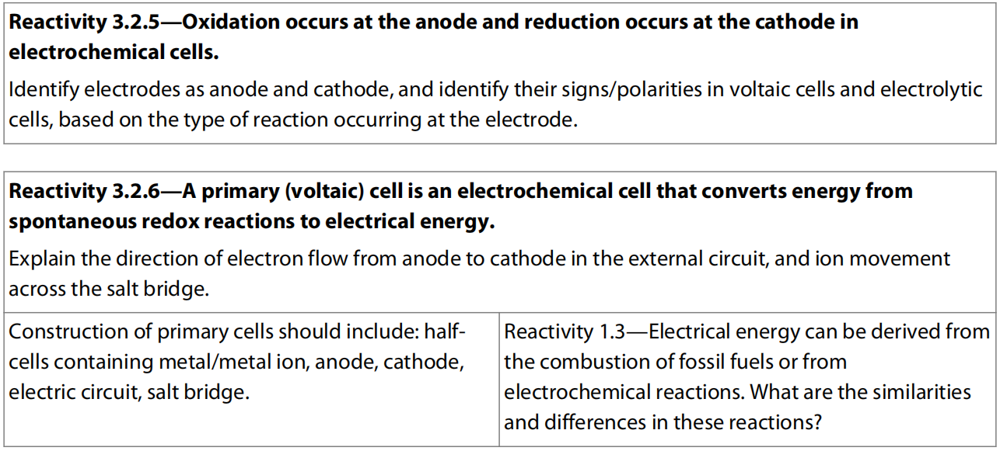 Reactivity 3.2.5—Oxidation occurs at the anode and reduction occurs at the cathode in
electrochemical cells.
Identify electrodes as anode and cathode, and identify their signs/polarities in voltaic cells and electrolytic
cells, based on the type of reaction occurring at the electrode.
Reactivity 3.2.6—A primary (voltaic) cell is an electrochemical cell that converts energy from
spontaneous redox reactions to electrical energy.
Explain the direction of electron flow from anode to cathode in the external circuit, and ion movement
across the salt bridge.
Construction of primary cells should include: half-
cells containing metal/metal ion, anode, cathode,
electric circuit, salt bridge.
Reactivity 1.3—Electrical energy can be derived from
the combustion of fossil fuels or from
electrochemical reactions. What are the similarities
and differences in these reactions?